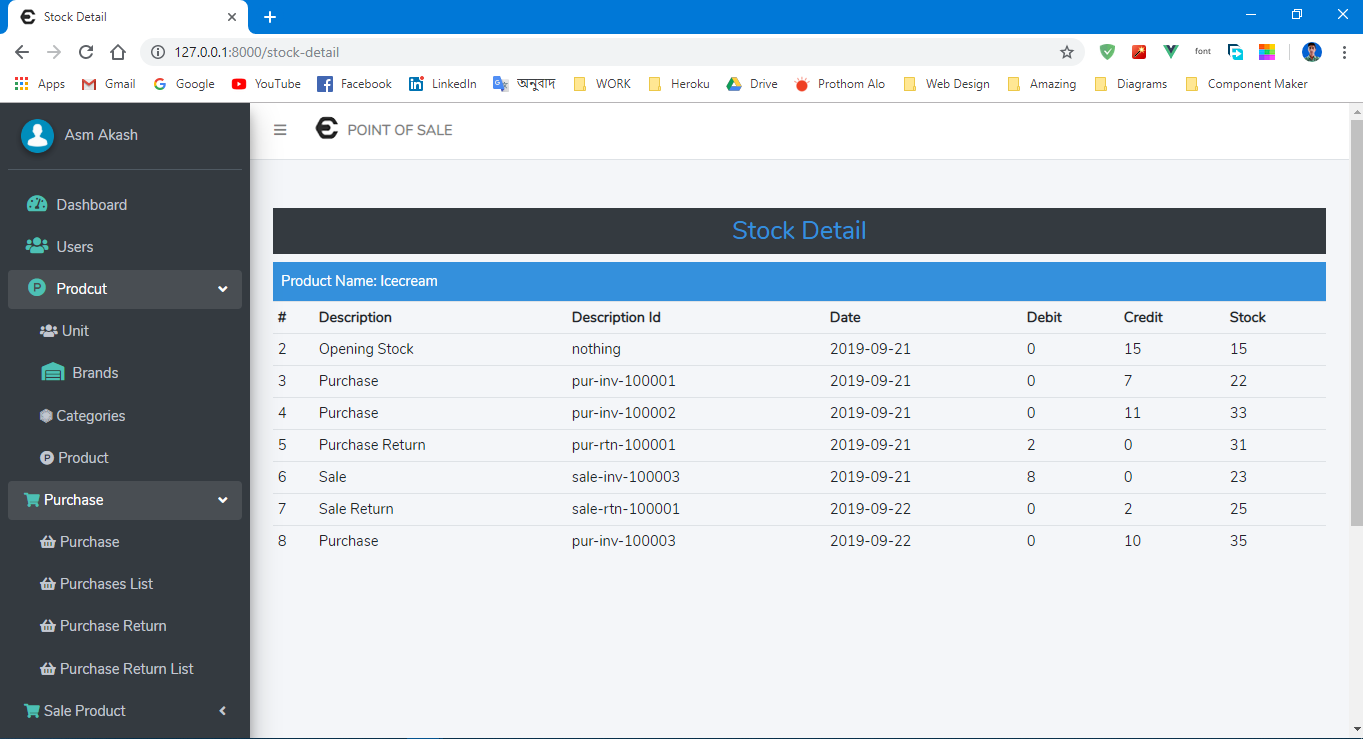 Stock Detail
127.0.0.1:8000/stock-detail
font
Apps Gmail Google YouTube Facebook LinkedIn অনুবাদ WORK Heroku Drive Prothom Alo Web Design Amazing Diagrams Component Maker
Asm Akash
POINT OF SALE
Dashboard
Users
Prodcut
Unit
Brands
Categories
Product
Purchase
Purchase
Purchases List
Purchase Return
Purchase Return List
Sale Product
Stock Detail
Product Name: Icecream
# Description Description Id Date Debit Credit Stock
2 Opening Stock nothing 2019-09-21 0 15 15
3 Purchase pur-inv-100001 2019-09-21 0 7 22
4 Purchase pur-inv-100002 2019-09-21 0 11 33
5 Purchase Return pur-rtn-100001 2019-09-21 2 0 31
6 Sale sale-inv-100003 2019-09-21 8 0 23
7 Sale Return sale-rtn-100001 2019-09-22 0 2 25
8 Purchase pur-inv-100003 2019-09-22 0 10 35